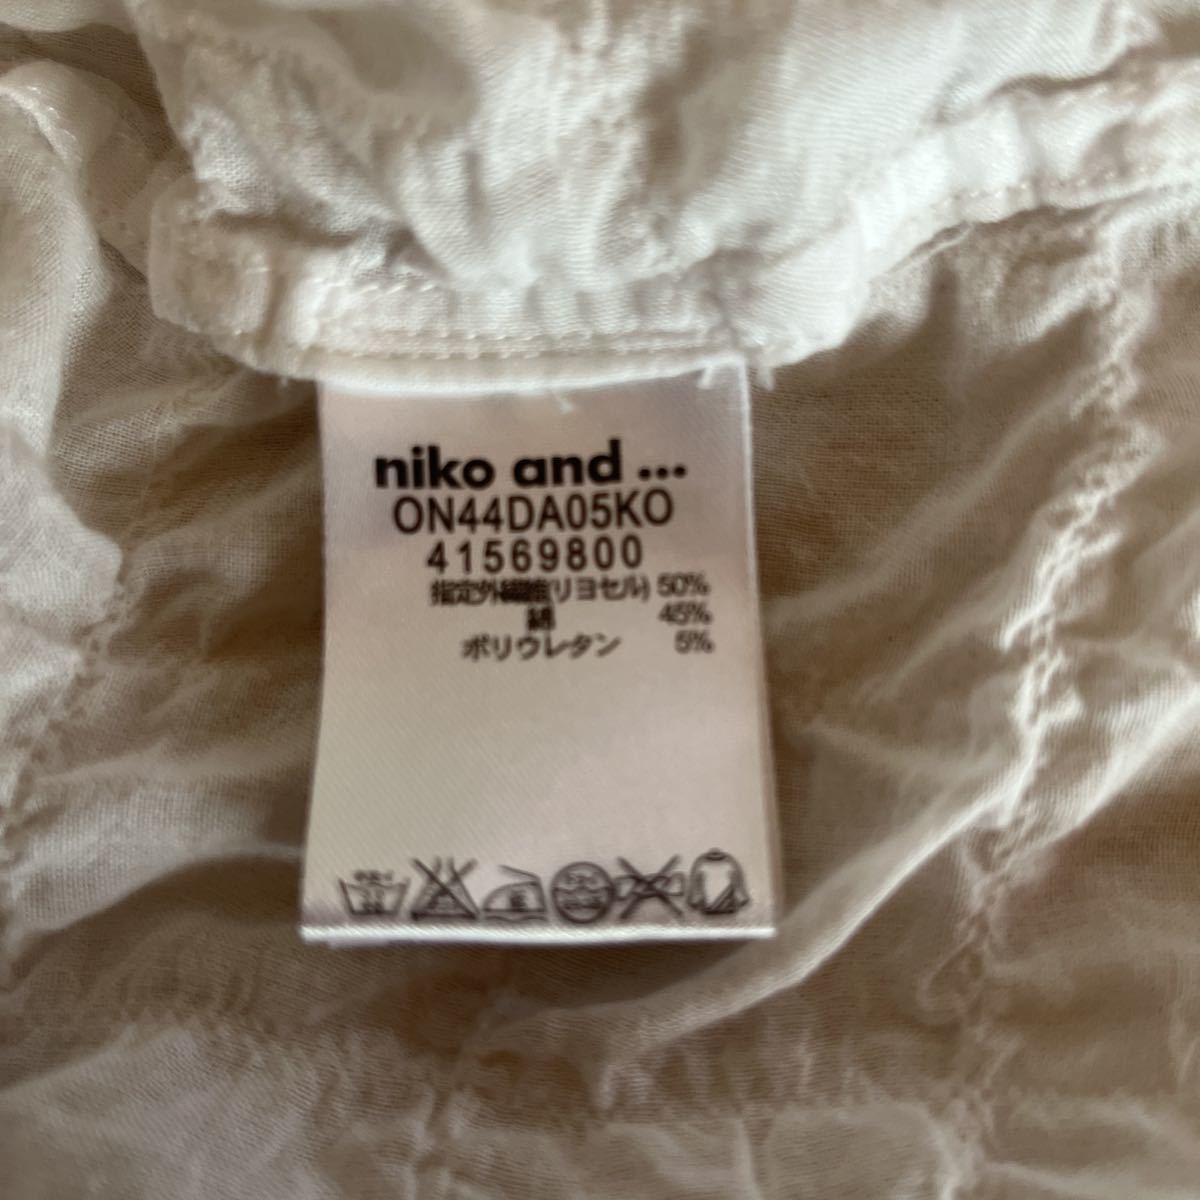 niko and ...
ON44DA05KO
41569800
指定外繊維(リヨセル) 50%
綿 45%
ポリウレタン 5%